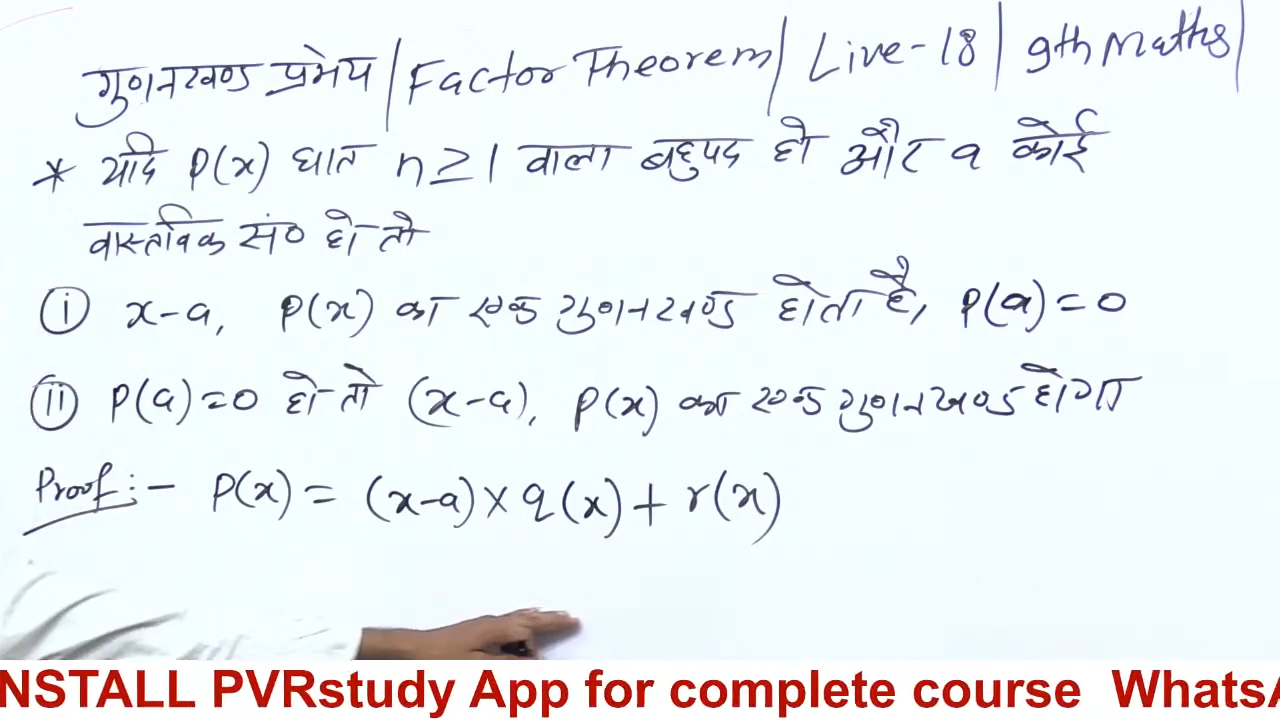 गुणनखण्ड प्रमेय / Factor Theorem / Live-18 / 9th Maths /
* यदि P(x) घात n ≥ 1 वाला बहुपद हो और a कोई
वास्तविक सं० हो तो
(i) x-a, P(x) का एक गुणनखण्ड होता है, P(a) = 0
(ii) P(a) = 0 हो तो (x-a), P(x) का एक गुणनखण्ड होगा
Proof :- P(x) = (x-a) × q(x) + r(x)
NSTALL PVRstudy App for complete course WhatsA